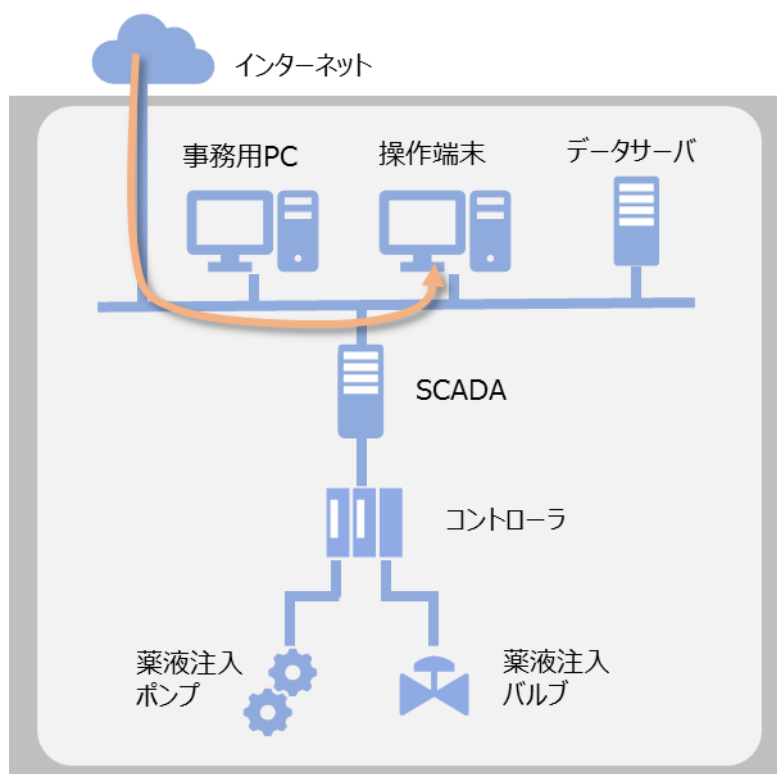 インターネット
事務用PC
操作端末
データサーバ
SCADA
コントローラ
薬液注入
ポンプ
薬液注入
バルブ